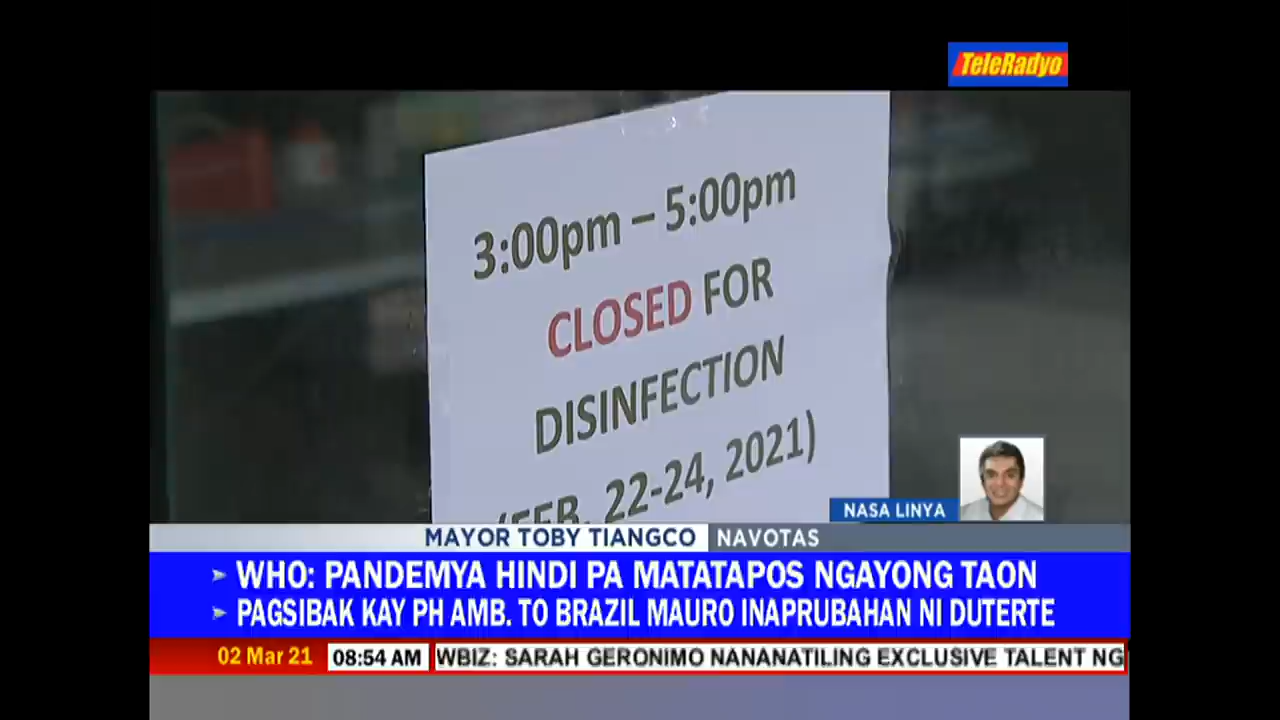 TeleRadyo
3:00pm – 5:00pm
CLOSED FOR
DISINFECTION
(FEB. 22-24, 2021)
NASA LINYA
MAYOR TOBY TIANGCO NAVOTAS
WHO: PANDEMYA HINDI PA MATATAPOS NGAYONG TAON
PAGSIBAK KAY PH AMB. TO BRAZIL MAURO INAPRUBAHAN NI DUTERTE
02 Mar 21 08:54 AM WBIZ: SARAH GERONIMO NANANATILING EXCLUSIVE TALENT NG